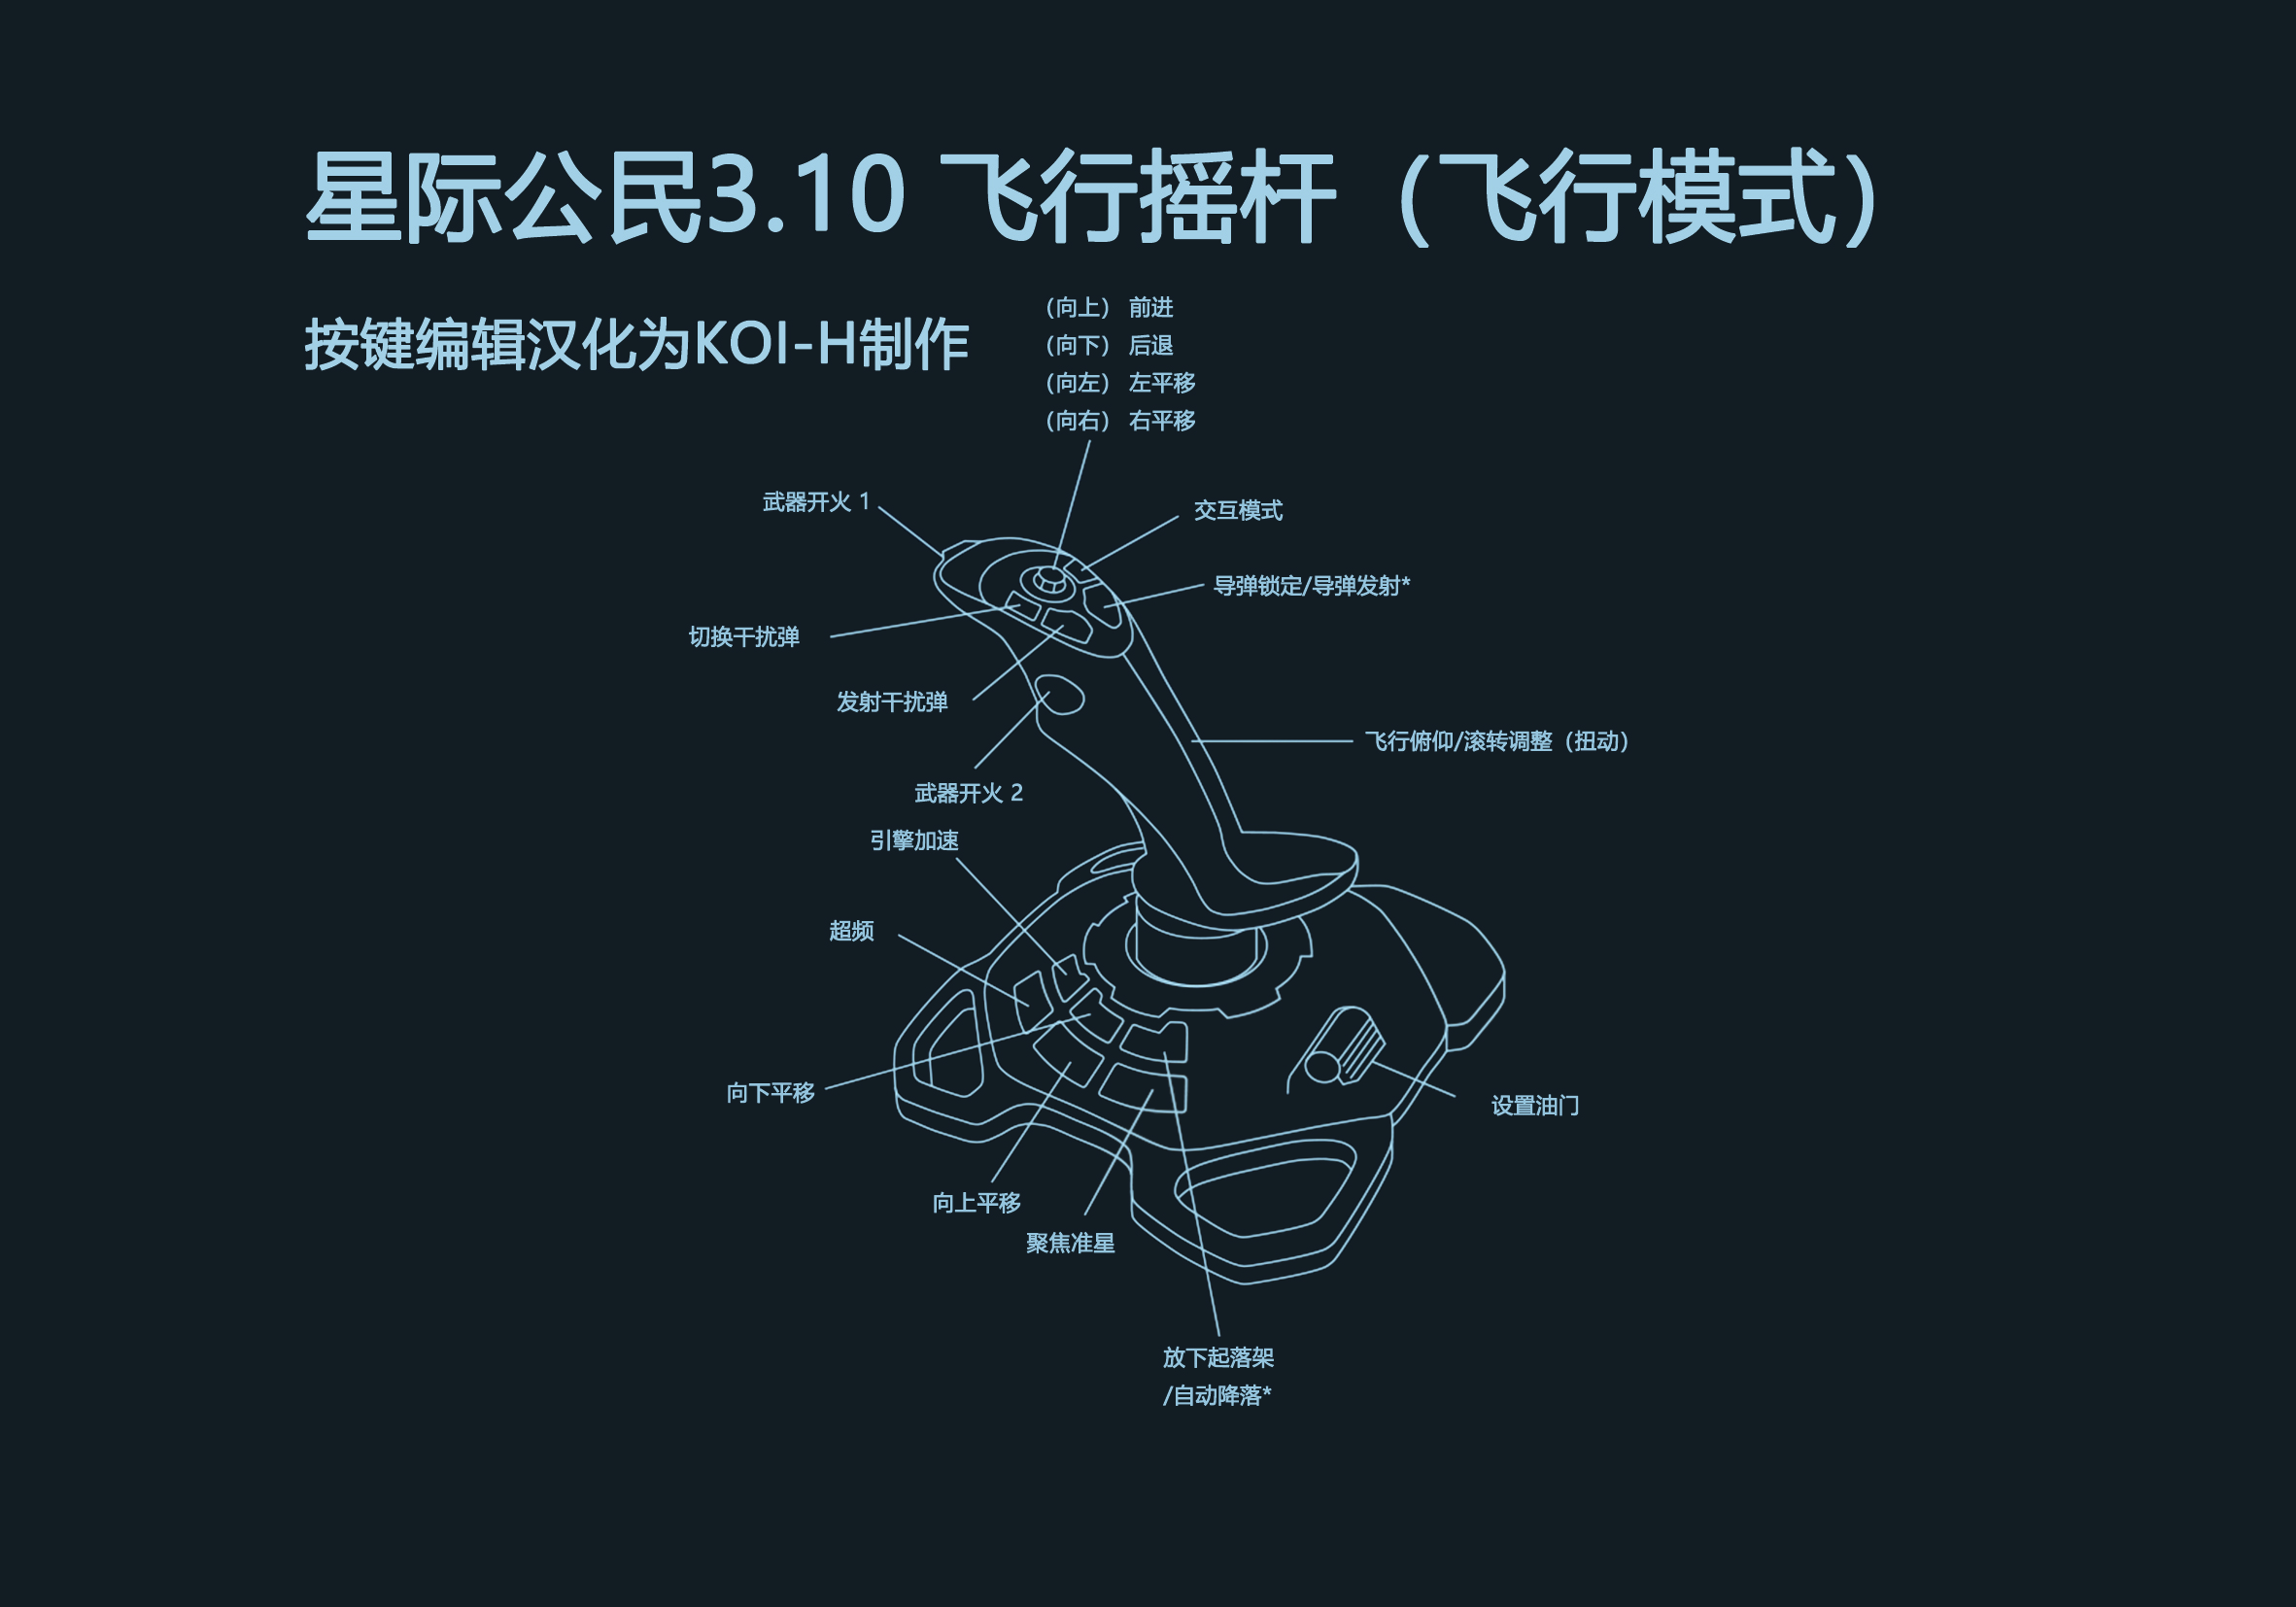 星际公民3.10 飞行摇杆（飞行模式）
按键编辑汉化为KOI-H制作
（向上） 前进
（向下） 后退
（向左） 左平移
（向右） 右平移
武器开火 1
交互模式
导弹锁定/导弹发射*
切换干扰弹
发射干扰弹
飞行俯仰/滚转调整（扭动）
武器开火 2
引擎加速
超频
向下平移
设置油门
向上平移
聚焦准星
放下起落架
/自动降落*